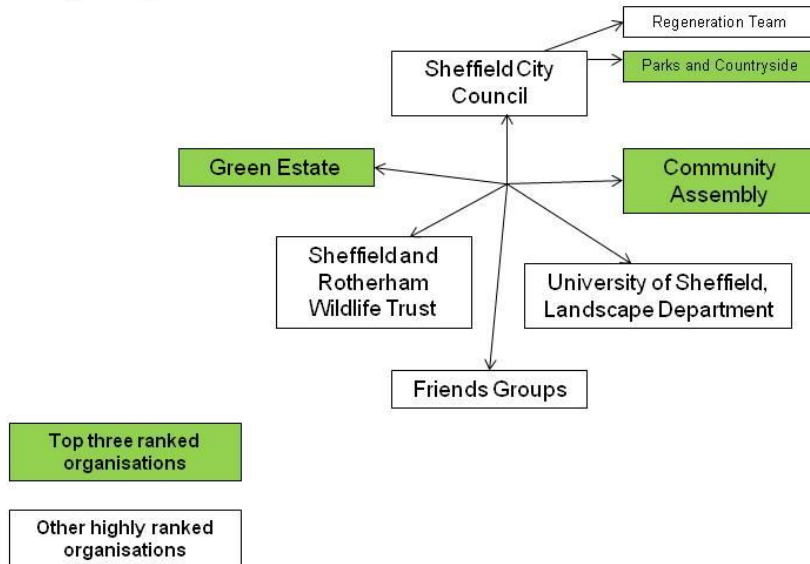 Regeneration Team
Sheffield City
Council
Parks and Countryside
Green Estate
Community
Assembly
Sheffield and
Rotherham
Wildlife Trust
University of Sheffield,
Landscape Department
Friends Groups
Top three ranked
organisations
Other highly ranked
organisations